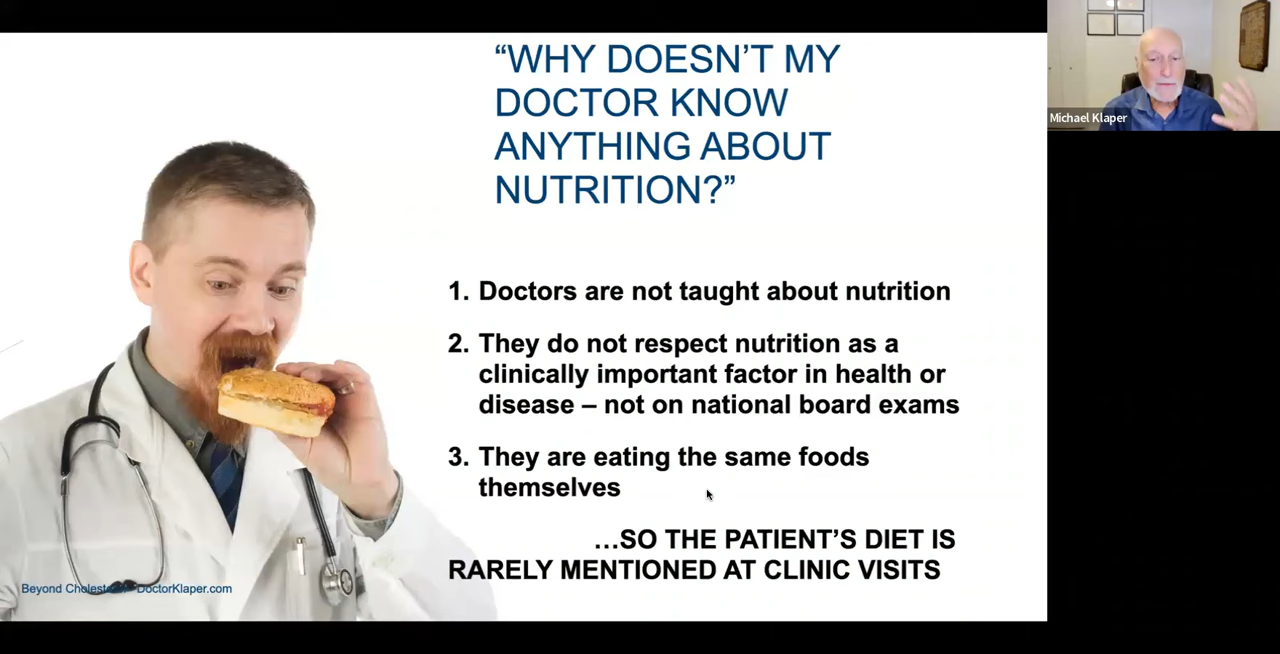 “WHY DOESN’T MY
DOCTOR KNOW
ANYTHING ABOUT
NUTRITION?”
1. Doctors are not taught about nutrition
2. They do not respect nutrition as a
clinically important factor in health or
disease – not on national board exams
3. They are eating the same foods
themselves
…SO THE PATIENT’S DIET IS
RARELY MENTIONED AT CLINIC VISITS
Beyond DoctorKlaper.com
Michael Klaper